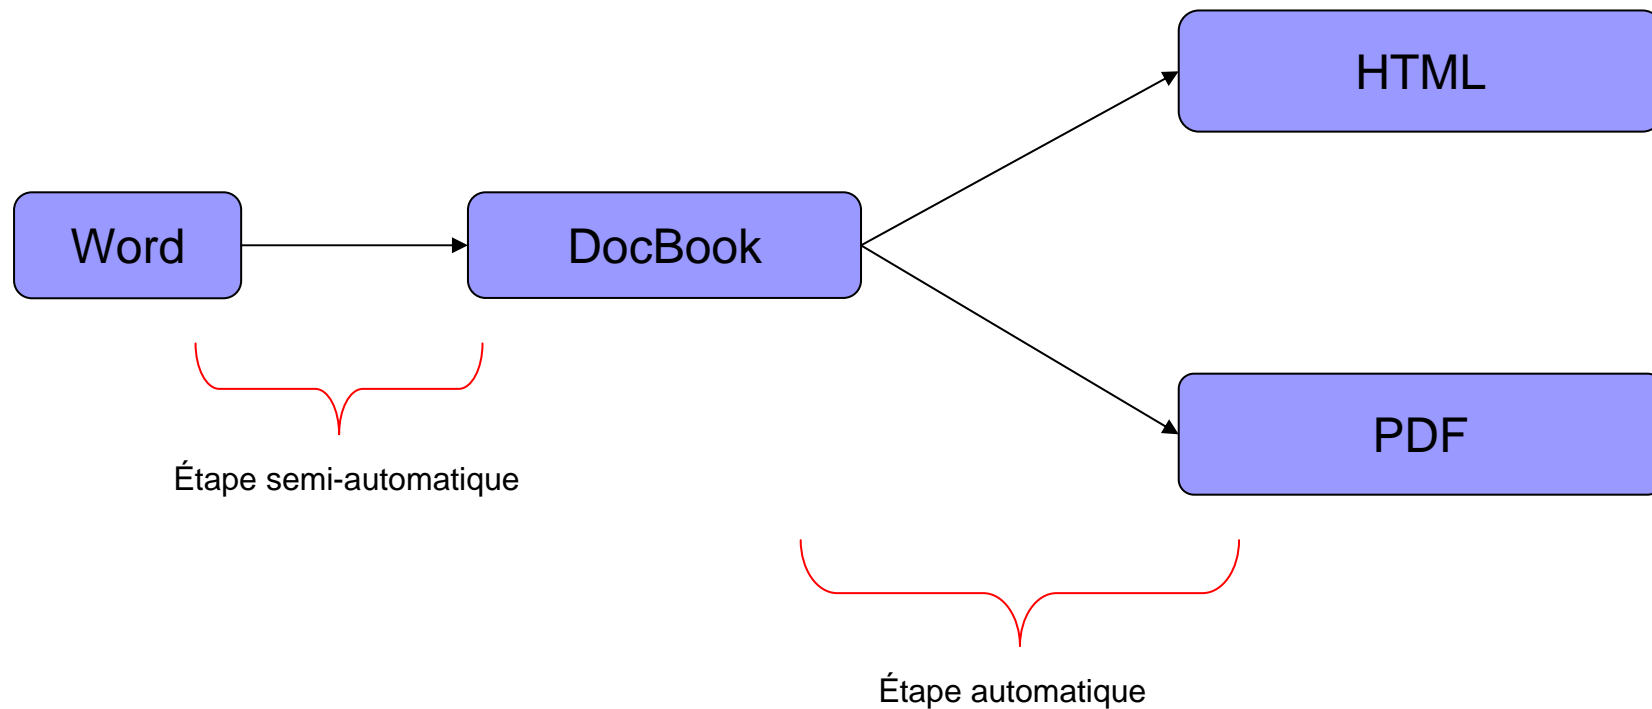 HTML
Word
DocBook
PDF
Étape semi-automatique
Étape automatique